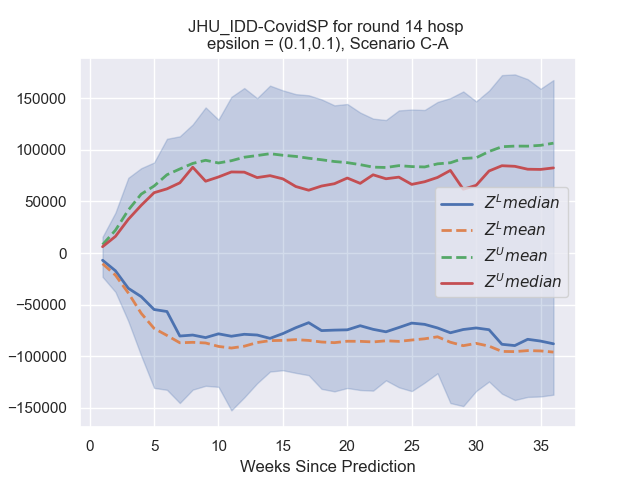 JHU_IDD-CovidSP for round 14 hosp
epsilon = (0.1,0.1), Scenario C-A
150000
100000
50000
0
−50000
−100000
−150000
Z^L median
Z^L mean
Z^U mean
Z^U median
0 5 10 15 20 25 30 35
Weeks Since Prediction